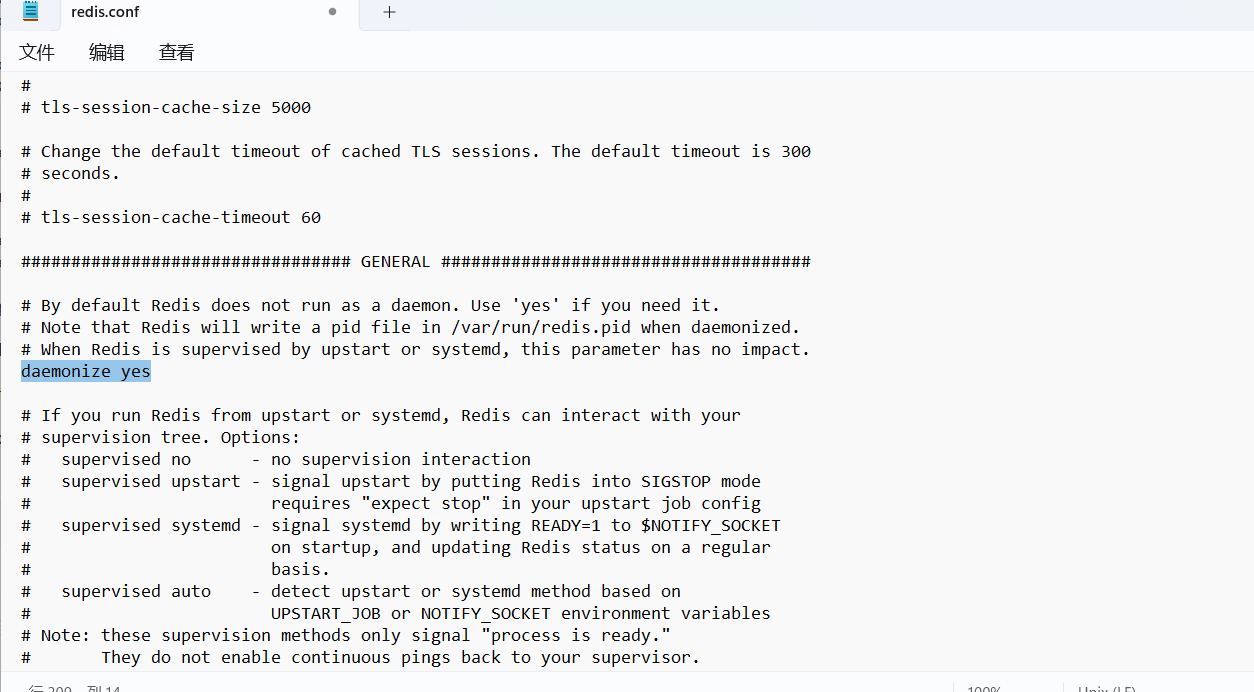 redis.conf
文件 编辑 查看
#
# tls-session-cache-size 5000
# Change the default timeout of cached TLS sessions. The default timeout is 300
# seconds.
#
# tls-session-cache-timeout 60
################################# GENERAL #####################################
# By default Redis does not run as a daemon. Use 'yes' if you need it.
# Note that Redis will write a pid file in /var/run/redis.pid when daemonized.
# When Redis is supervised by upstart or systemd, this parameter has no impact.
daemonize yes
# If you run Redis from upstart or systemd, Redis can interact with your
# supervision tree. Options:
#   supervised no      - no supervision interaction
#   supervised upstart - signal upstart by putting Redis into SIGSTOP mode
#                        requires "expect stop" in your upstart job config
#   supervised systemd - signal systemd by writing READY=1 to $NOTIFY_SOCKET
#                        on startup, and updating Redis status on a regular
#                        basis.
#   supervised auto    - detect upstart or systemd method based on
#                        UPSTART_JOB or NOTIFY_SOCKET environment variables
# Note: these supervision methods only signal "process is ready."
#       They do not enable continuous pings back to your supervisor.
行 309 列 14 100% Unix (LF)